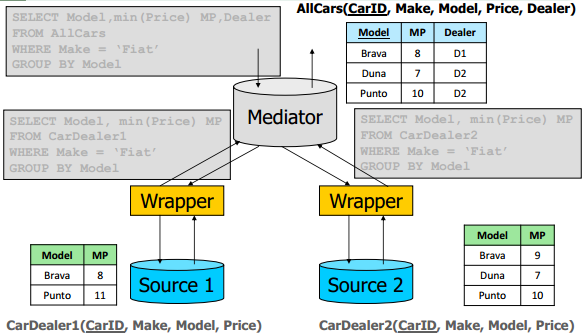 AllCars(CarID, Make, Model, Price, Dealer)
SELECT Model,min(Price) MP,Dealer
FROM AllCars
WHERE Make = ‘Fiat’
GROUP BY Model
Model MP Dealer
Brava 8 D1
Duna 7 D2
Punto 10 D2
Mediator
SELECT Model, min(Price) MP
FROM CarDealer1
WHERE Make = ‘Fiat’
GROUP BY Model
SELECT Model, min(Price) MP
FROM CarDealer2
WHERE Make = ‘Fiat’
GROUP BY Model
Wrapper
Wrapper
Model MP
Brava 8
Punto 11
Source 1
Source 2
Model MP
Brava 9
Duna 7
Punto 10
CarDealer1(CarID, Make, Model, Price)
CarDealer2(CarID, Make, Model, Price)